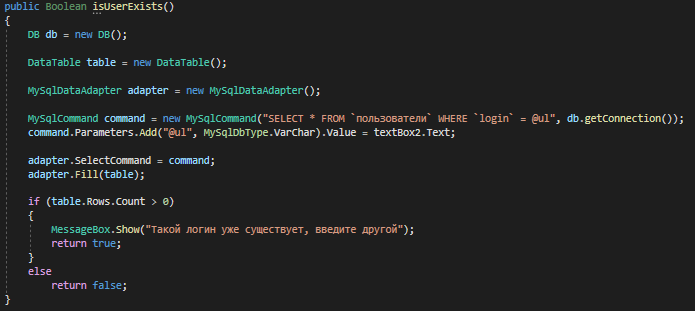 public Boolean isUserExists()
{
DB db = new DB();
DataTable table = new DataTable();
MySqlDataAdapter adapter = new MySqlDataAdapter();
MySqlCommand command = new MySqlCommand("SELECT * FROM `пользователи` WHERE `login` = @ul", db.getConnection());
command.Parameters.Add("@ul", MySqlDbType.VarChar).Value = textBox2.Text;
adapter.SelectCommand = command;
adapter.Fill(table);
if (table.Rows.Count > 0)
{
MessageBox.Show("Такой логин уже существует, введите другой");
return true;
}
else
return false;
}